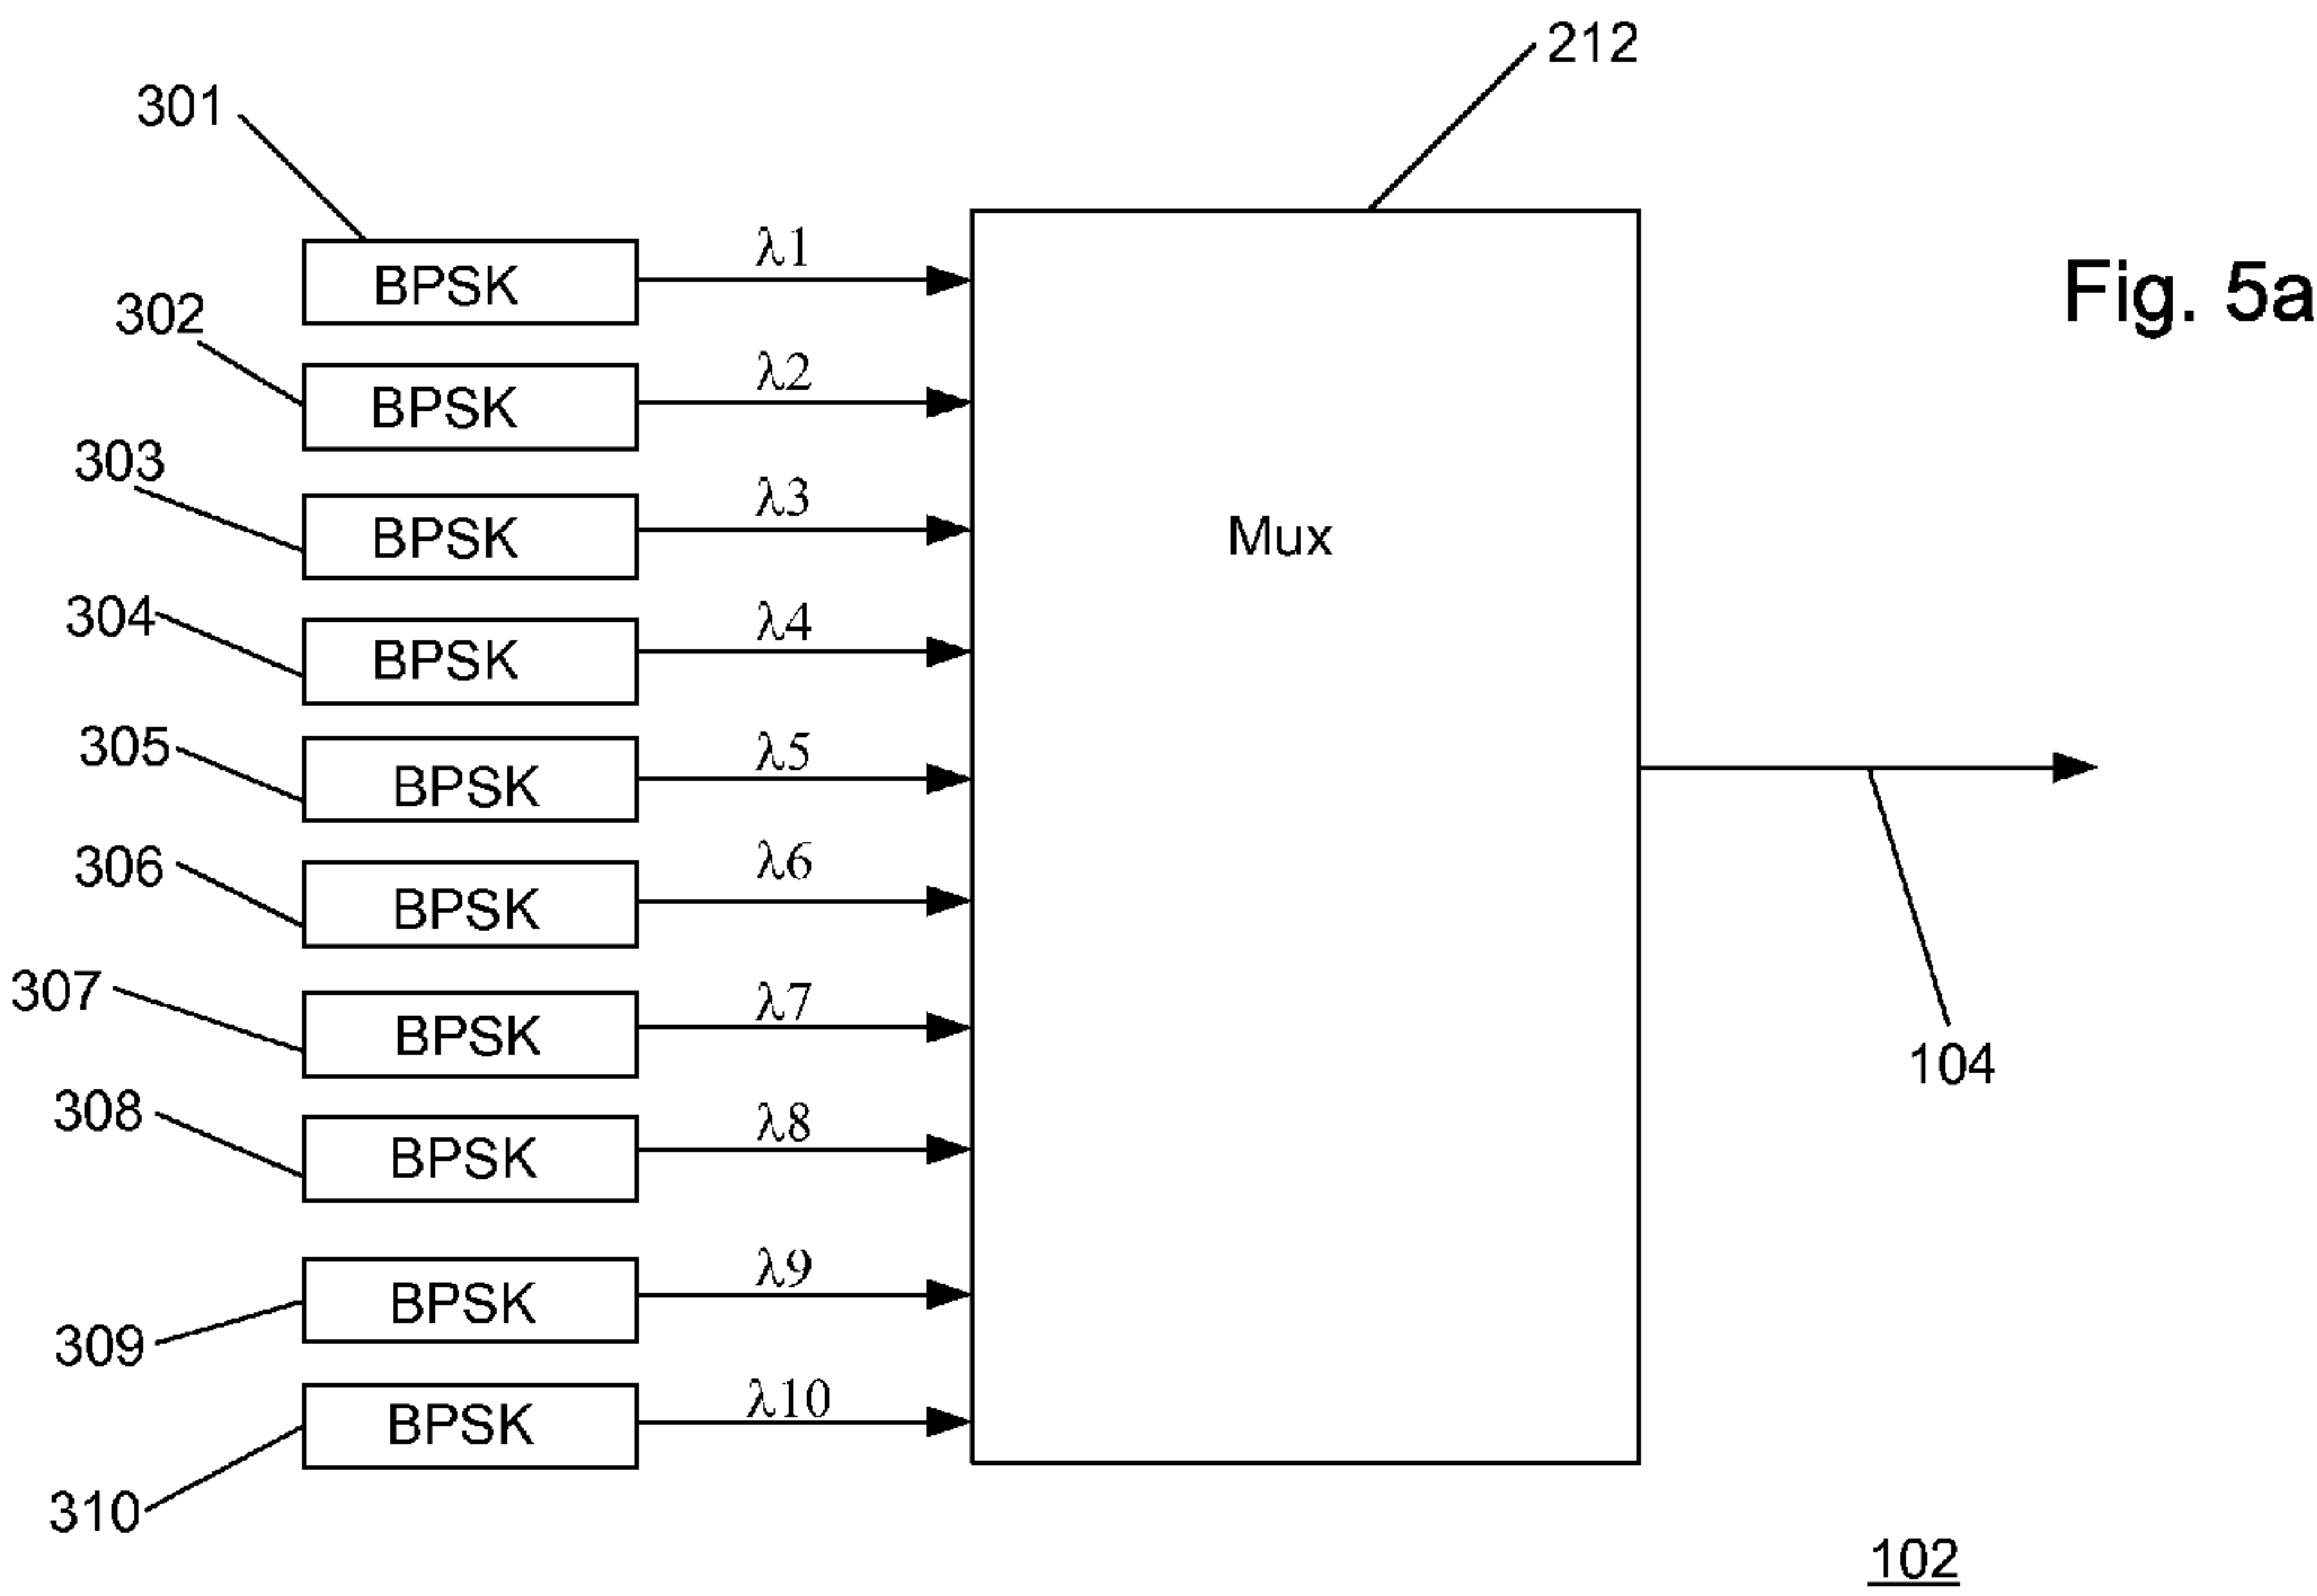 212
301
BPSK
λ1
Fig. 5a
302
BPSK
λ2
303
BPSK
λ3
Mux
304
BPSK
λ4
305
BPSK
λ5
306
BPSK
λ6
307
BPSK
λ7
104
308
BPSK
λ8
309
BPSK
λ9
310
BPSK
λ10
102